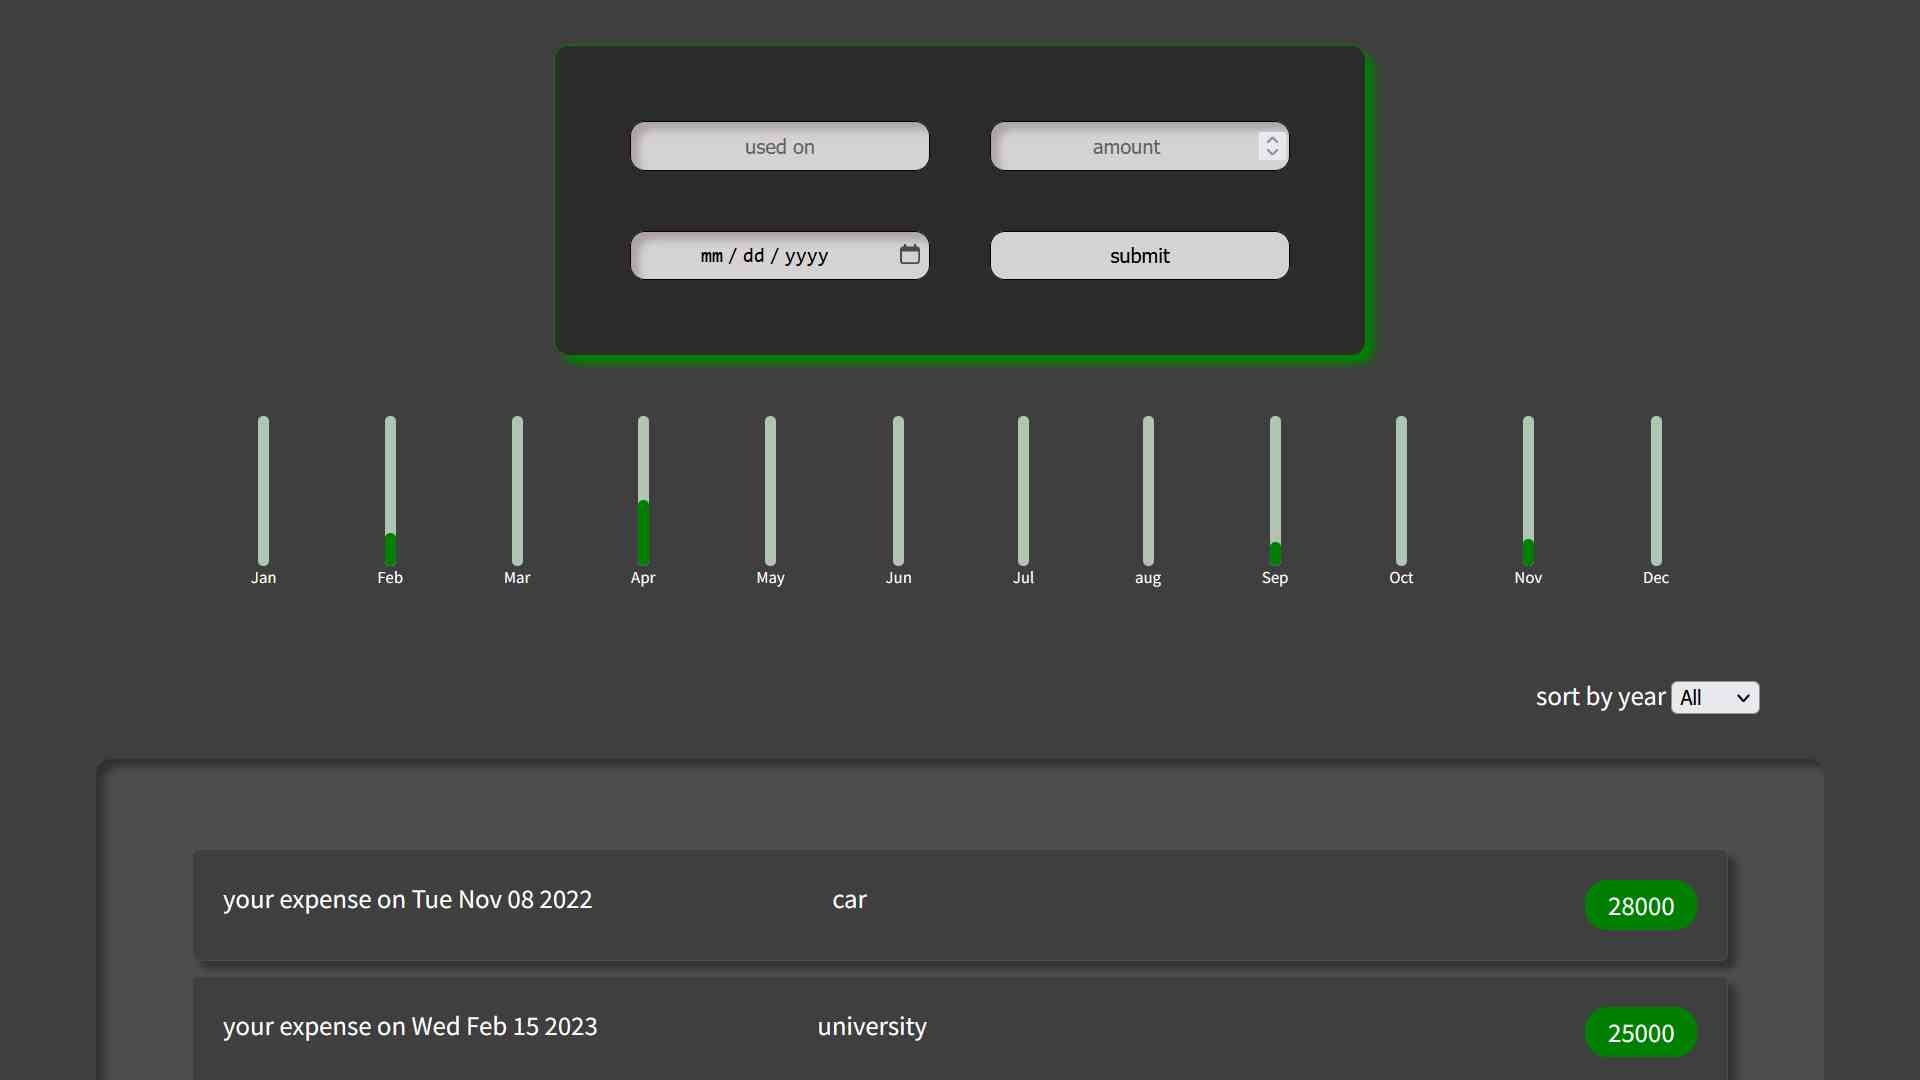 used on
amount
mm / dd / yyyy
submit
Jan Feb Mar Apr May Jun Jul aug Sep Oct Nov Dec
sort by year All
your expense on Tue Nov 08 2022 car 28000
your expense on Wed Feb 15 2023 university 25000